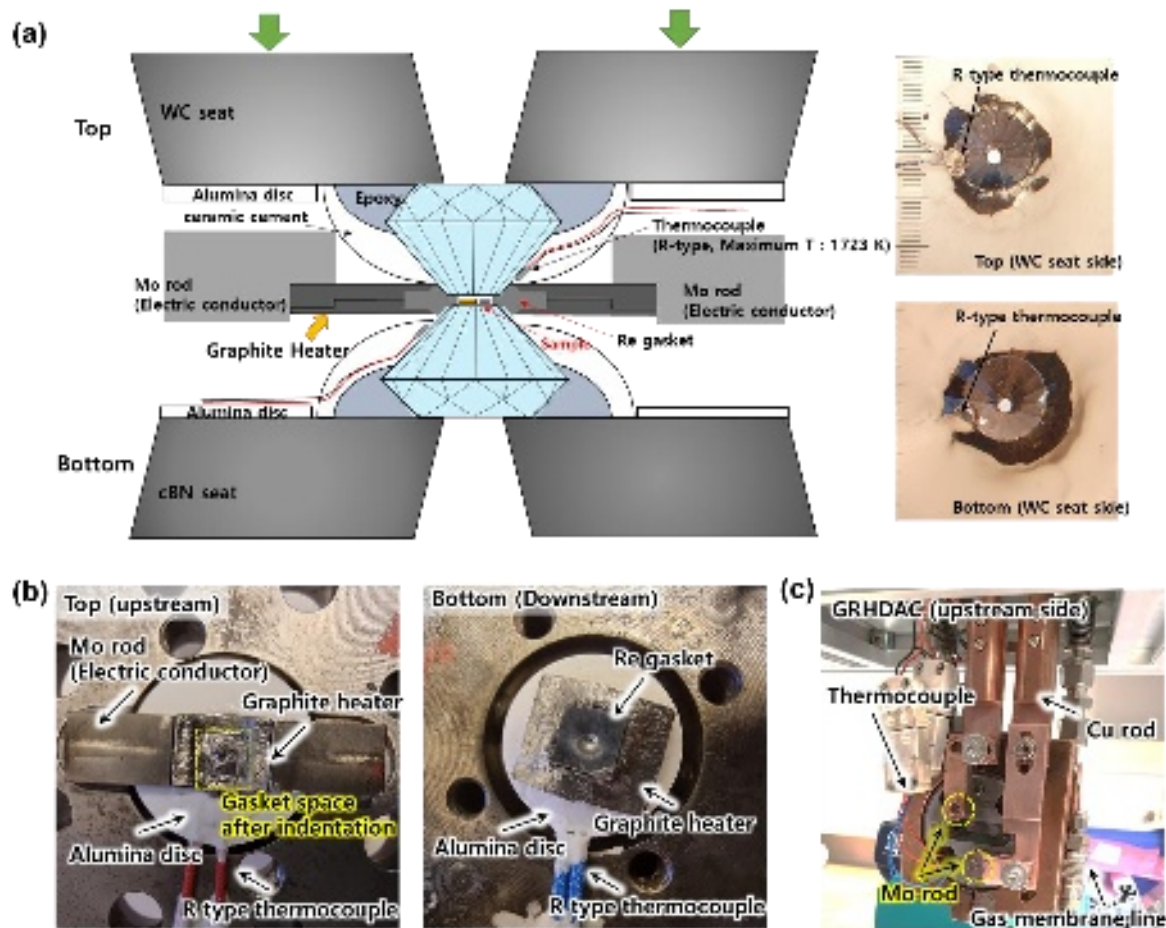 (a)
Top
WC seat
Alumina disc
ceramic cement
Epoxy
Thermocouple
(R-type, Maximum T : 1723 K)
Mo rod
(Electric conductor)
Mo rod
(Electric conductor)
Graphite Heater
Sample
Re gasket
Alumina disc
Bottom
cBN seat
R-type thermocouple
Top (WC seat side)
R-type thermocouple
Bottom (WC seat side)
(b)
Top (upstream)
Mo rod
(Electric conductor)
Graphite heater
Gasket space
after indentation
Alumina disc
R type thermocouple
Bottom (Downstream)
Re gasket
Graphite heater
Alumina disc
R type thermocouple
(c)
GRHDAC (upstream side)
Thermocouple
Cu rod
Mo rod
Gas membrane line